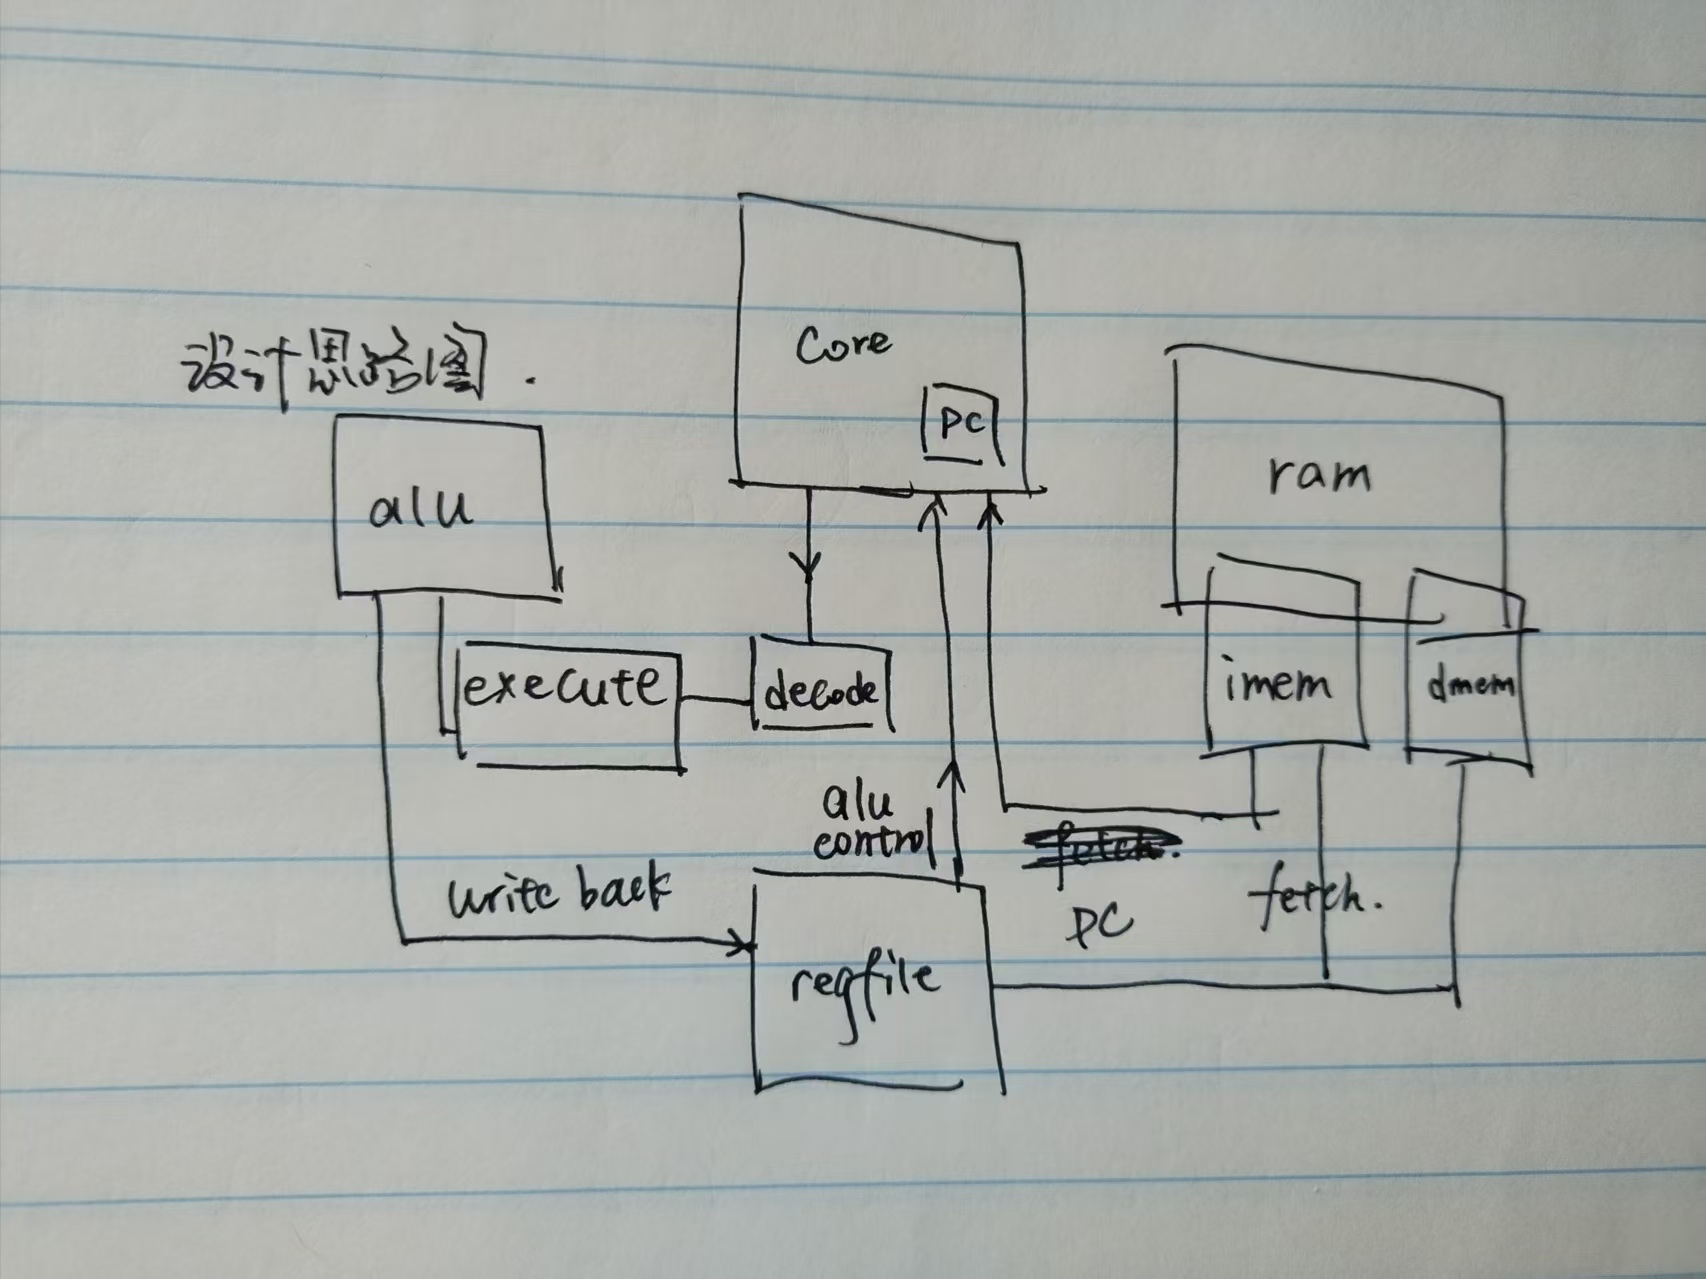 设计思路图.
Core
PC
alu
ram
execute
decode
imem
dmem
alu
control
fetch.
write back
PC
fetch.
regfile